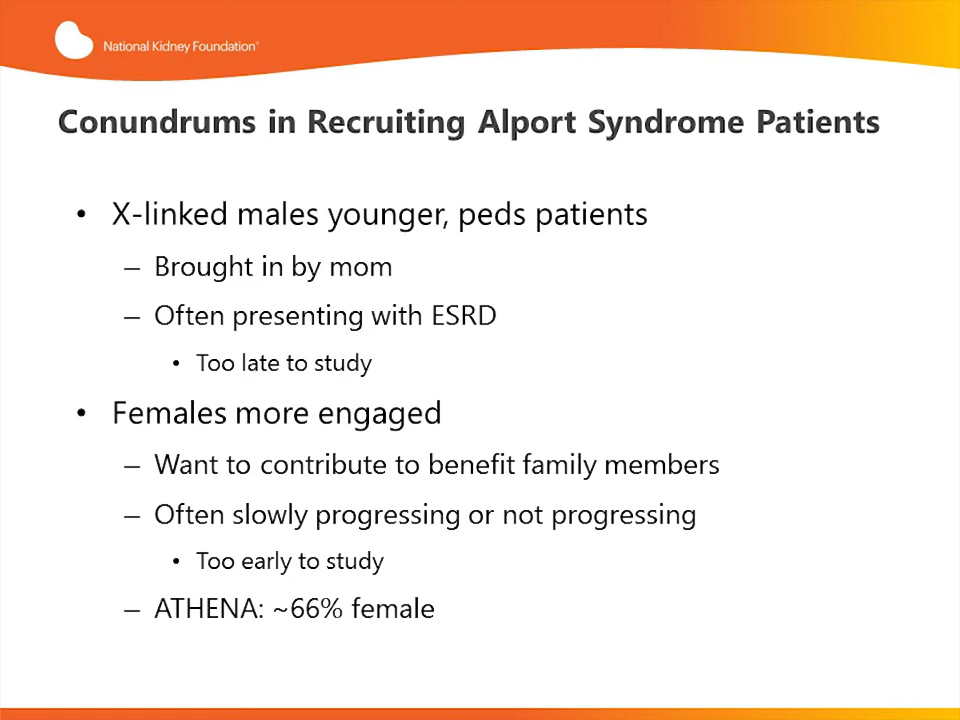 National Kidney Foundation®
Conundrums in Recruiting Alport Syndrome Patients
• X-linked males younger, peds patients
– Brought in by mom
– Often presenting with ESRD
• Too late to study
• Females more engaged
– Want to contribute to benefit family members
– Often slowly progressing or not progressing
• Too early to study
– ATHENA: ~66% female